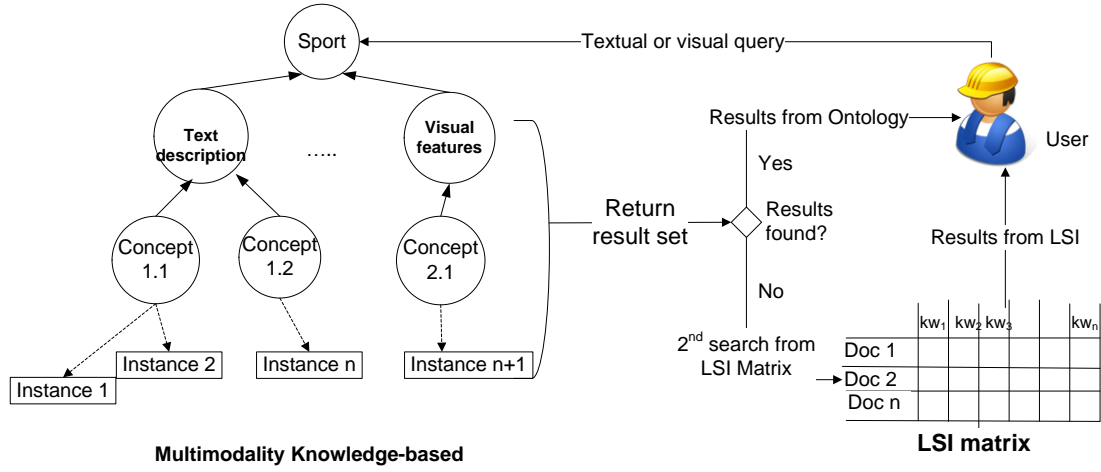 Sport
Textual or visual query
Text
description
.....
Visual
features
Results from Ontology
User
Yes
Return
result set
Results
found?
Concept
1.1
Concept
1.2
Concept
2.1
Results from LSI
No
kw1 kw2 kw3 kwn
2nd search from
LSI Matrix
Doc 1
Doc 2
Doc n
Instance 1
Instance 2
Instance n
Instance n+1
Multimodality Knowledge-based
LSI matrix